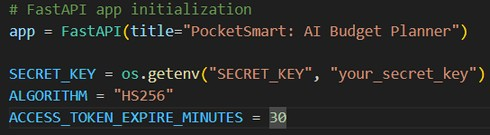 # FastAPI app initialization
app = FastAPI(title="PocketSmart: AI Budget Planner")
SECRET_KEY = os.getenv("SECRET_KEY", "your_secret_key")
ALGORITHM = "HS256"
ACCESS_TOKEN_EXPIRE_MINUTES = 30